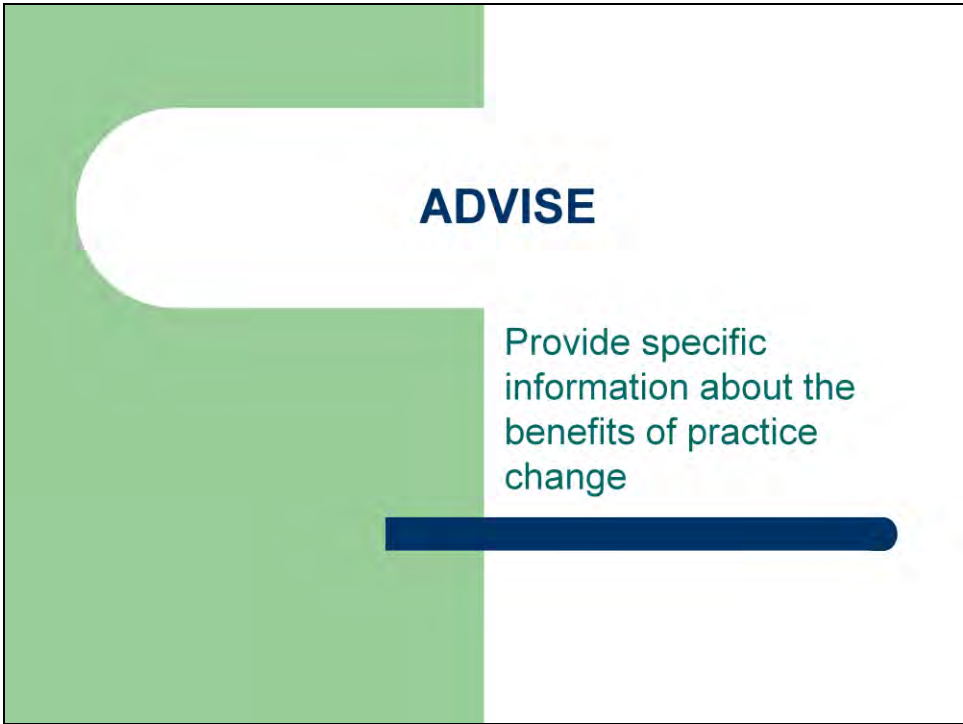 ADVISE
Provide specific
information about the
benefits of practice
change